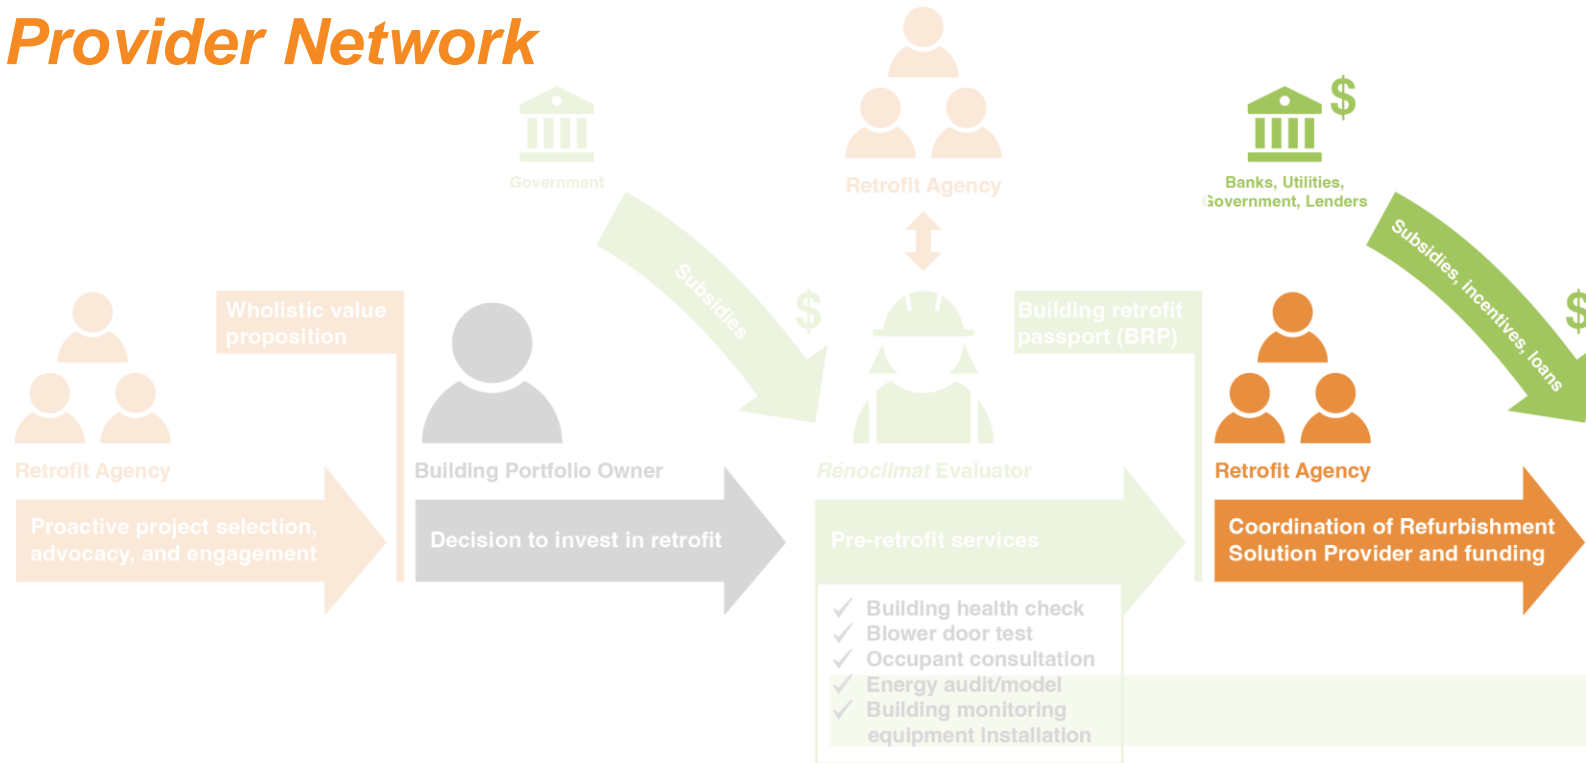 Provider Network
$
Government
Retrofit Agency
Banks, Utilities,
Government, Lenders
Subsidies
$
Subsidies, incentives, loans
$
Wholistic value
proposition
Building retrofit
passport (BRP)
Retrofit Agency
Building Portfolio Owner
Rénoclimat Evaluator
Retrofit Agency
Proactive project selection,
advocacy, and engagement
Decision to invest in retrofit
Pre-retrofit services
Coordination of Refurbishment
Solution Provider and funding
✓ Building health check
✓ Blower door test
✓ Occupant consultation
✓ Energy audit/model
✓ Building monitoring
equipment installation